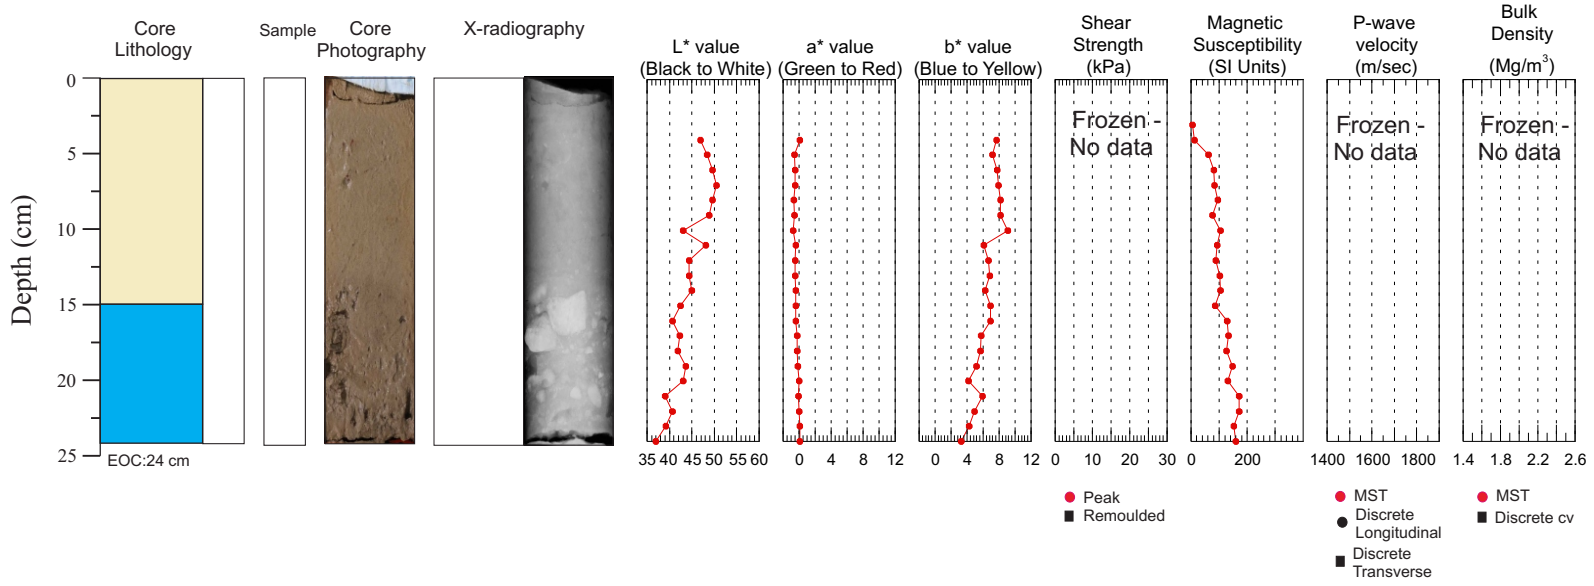 Core
Lithology
Sample
Core
Photography
X-radiography
L* value
(Black to White)
a* value
(Green to Red)
b* value
(Blue to Yellow)
Shear
Strength
(kPa)
Magnetic
Susceptibility
(SI Units)
P-wave
velocity
(m/sec)
Bulk
Density
(Mg/m³)
Depth (cm)
0
5
10
15
20
25
EOC:24 cm
Frozen -
No data
Frozen -
No data
Frozen -
No data
35 40 45 50 55 60
0 4 8 12
0 4 8 12
0 10 20 30
0 200
1400 1600 1800
1.4 1.8 2.2 2.6
Peak
Remoulded
MST
Discrete
Longitudinal
Discrete
Transverse
MST
Discrete cv